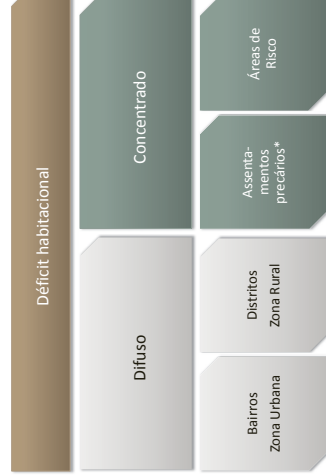 Déficit habitacional
Difuso
Concentrado
Bairros
Zona Urbana
Distritos
Zona Rural
Assenta-
mentos
precários*
Áreas de
Risco